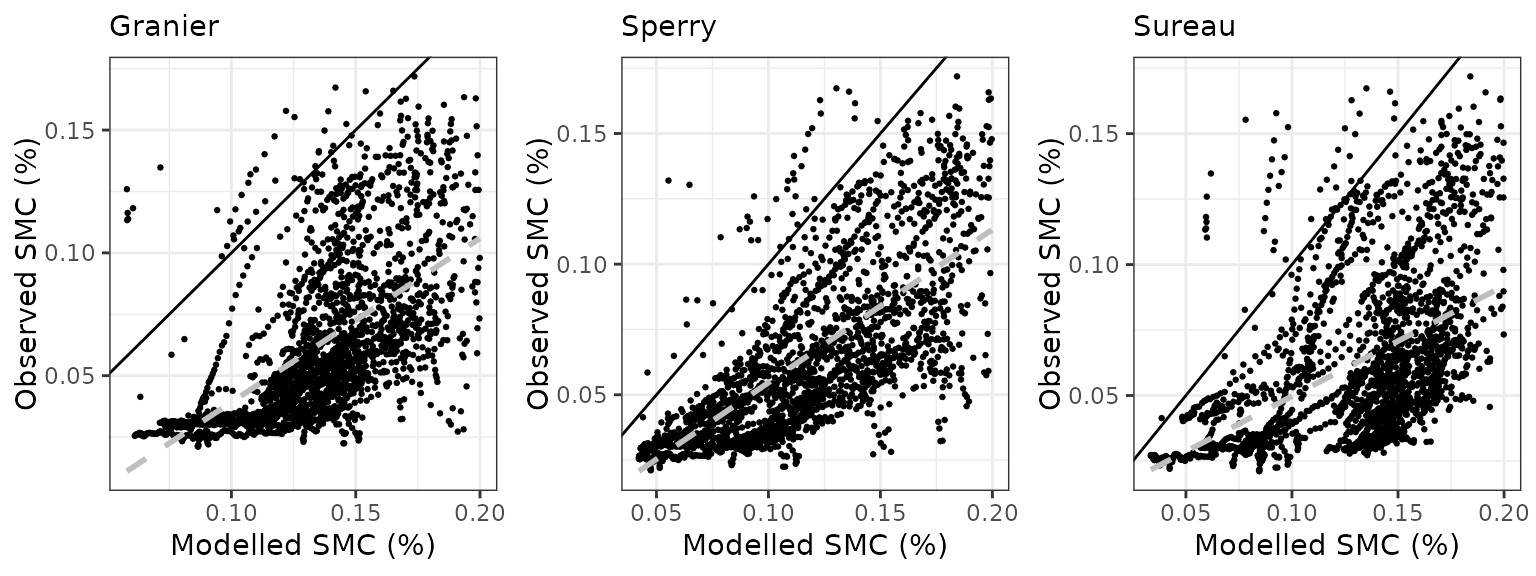 Granier
Observed SMC (%)
0.15
0.10
0.05
0.10 0.15 0.20
Modelled SMC (%)
Sperry
Observed SMC (%)
0.15
0.10
0.05
0.05 0.10 0.15 0.20
Modelled SMC (%)
Sureau
Observed SMC (%)
0.15
0.10
0.05
0.05 0.10 0.15 0.20
Modelled SMC (%)